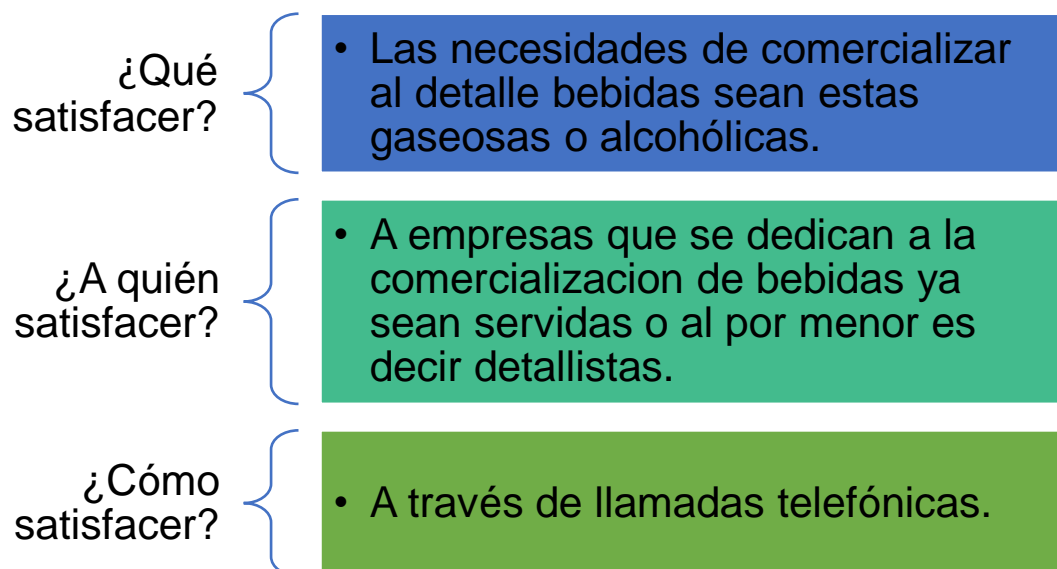 ¿Qué
satisfacer?
• Las necesidades de comercializar
al detalle bebidas sean estas
gaseosas o alcohólicas.
¿A quién
satisfacer?
• A empresas que se dedican a la
comercializacion de bebidas ya
sean servidas o al por menor es
decir detallistas.
¿Cómo
satisfacer?
• A través de llamadas telefónicas.